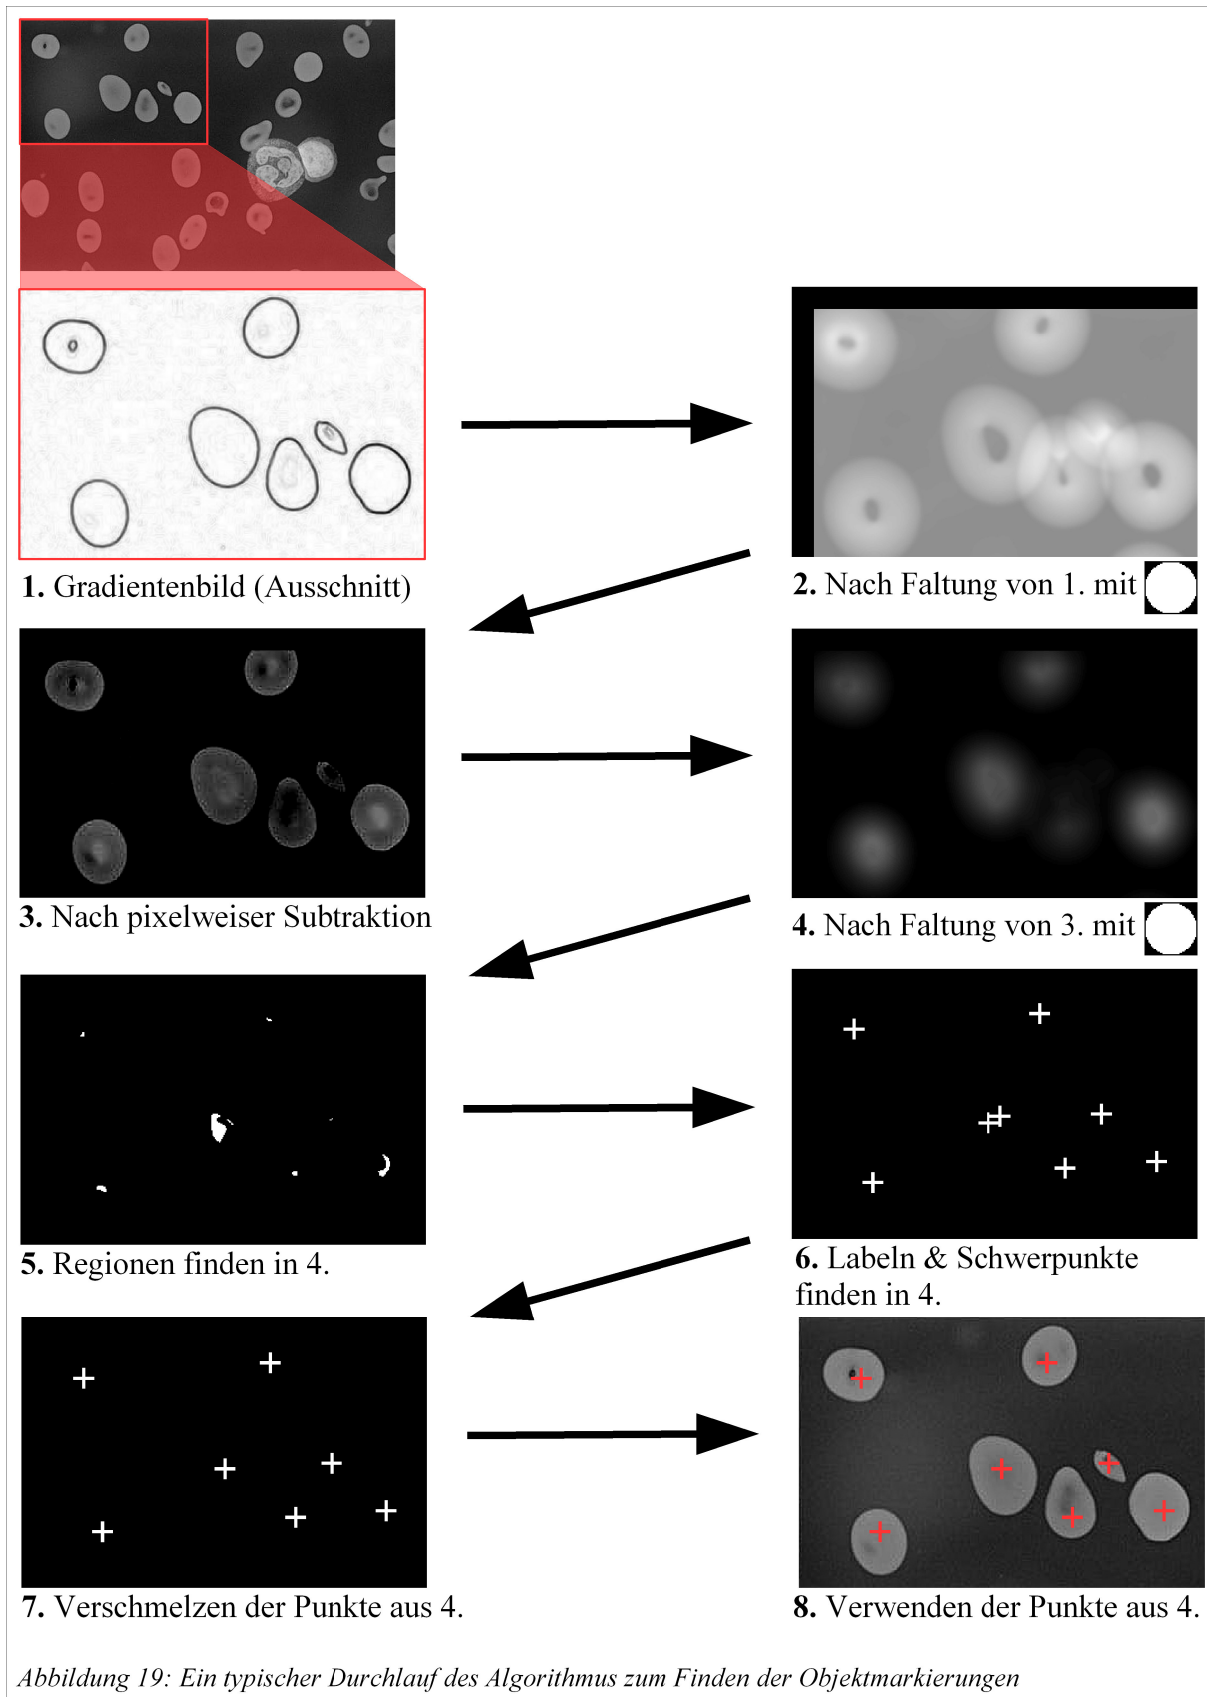 1. Gradientenbild (Ausschnitt)
2. Nach Faltung von 1. mit
3. Nach pixelweiser Subtraktion
4. Nach Faltung von 3. mit
5. Regionen finden in 4.
6. Labeln & Schwerpunkte
finden in 4.
7. Verschmelzen der Punkte aus 4.
8. Verwenden der Punkte aus 4.
Abbildung 19: Ein typischer Durchlauf des Algorithmus zum Finden der Objektmarkierungen